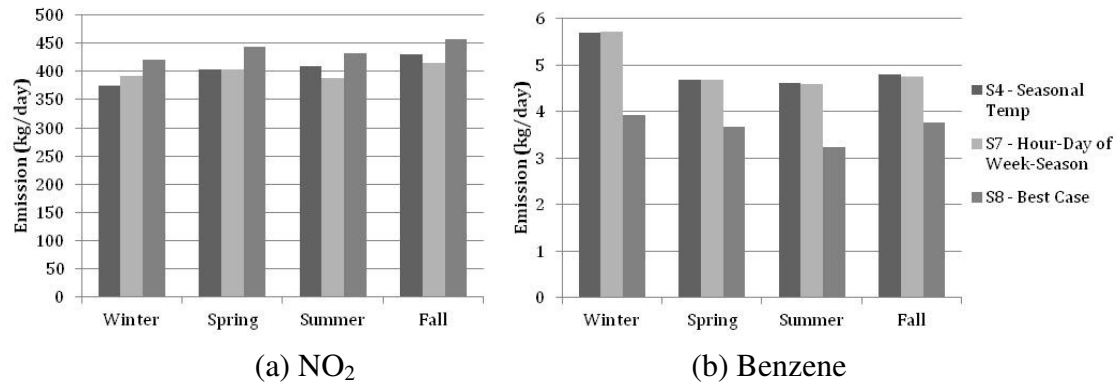 500
450
400
350
300
250
200
150
100
50
0
Emission (kg/day)
Winter Spring Summer Fall
(a) NO₂
6
5
4
3
2
1
0
Emission (kg/day)
Winter Spring Summer Fall
(b) Benzene
S4 - Seasonal
Temp
S7 - Hour-Day of
Week-Season
S8 - Best Case